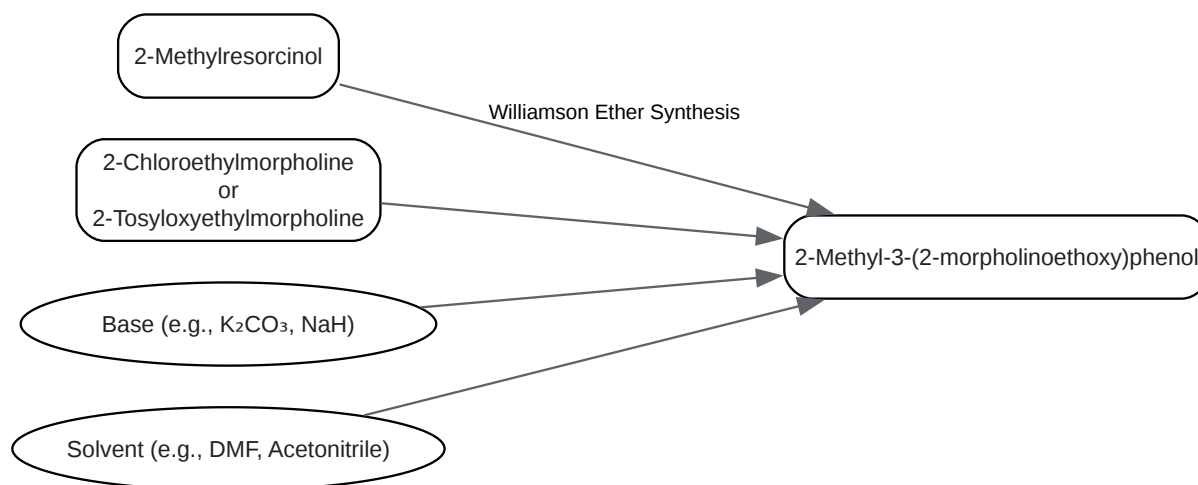 2-Methylresorcinol
Williamson Ether Synthesis
2-Chloroethylmorpholine
or
2-Tosyloxyethylmorpholine
2-Methyl-3-(2-morpholinoethoxy)phenol
Base (e.g., K₂CO₃, NaH)
Solvent (e.g., DMF, Acetonitrile)